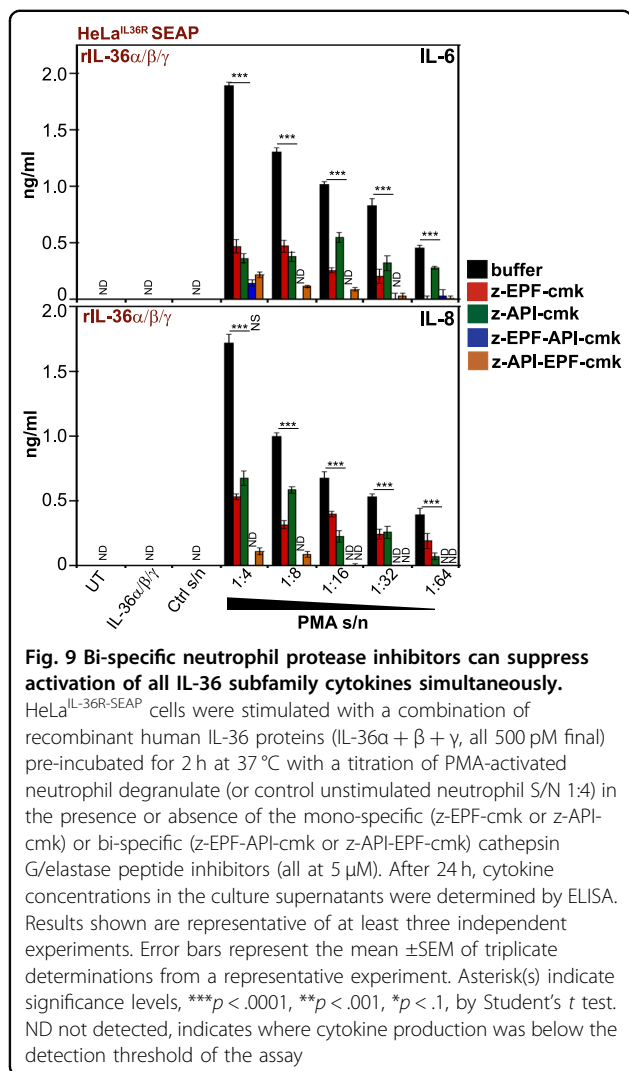 HeLa^IL36R SEAP
rIL-36α/β/γ
IL-6
ng/ml
2.0
1.5
1.0
0.5
0
***
***
***
***
***
ND
ND
ND
ND
ND
ND
ND
buffer
z-EPF-cmk
z-API-cmk
z-EPF-API-cmk
z-API-EPF-cmk
rIL-36α/β/γ
IL-8
ng/ml
2.0
1.5
1.0
0.5
0
***
NS
***
***
***
***
ND
ND
ND
ND
ND
ND
ND
ND
ND
ND
ND
UT
IL-36α/β/γ
Ctrl s/n
1:4
1:8
1:16
1:32
1:64
PMA s/n
Fig. 9 Bi-specific neutrophil protease inhibitors can suppress
activation of all IL-36 subfamily cytokines simultaneously.
HeLa^IL-36R-SEAP cells were stimulated with a combination of
recombinant human IL-36 proteins (IL-36α + β + γ, all 500 pM final)
pre-incubated for 2 h at 37 °C with a titration of PMA-activated
neutrophil degranulate (or control unstimulated neutrophil S/N 1:4) in
the presence or absence of the mono-specific (z-EPF-cmk or z-API-
cmk) or bi-specific (z-EPF-API-cmk or z-API-EPF-cmk) cathepsin
G/elastase peptide inhibitors (all at 5 μM). After 24 h, cytokine
concentrations in the culture supernatants were determined by ELISA.
Results shown are representative of at least three independent
experiments. Error bars represent the mean ±SEM of triplicate
determinations from a representative experiment. Asterisk(s) indicate
significance levels, ***p < .0001, **p < .001, *p < .1, by Student's t test.
ND not detected, indicates where cytokine production was below the
detection threshold of the assay